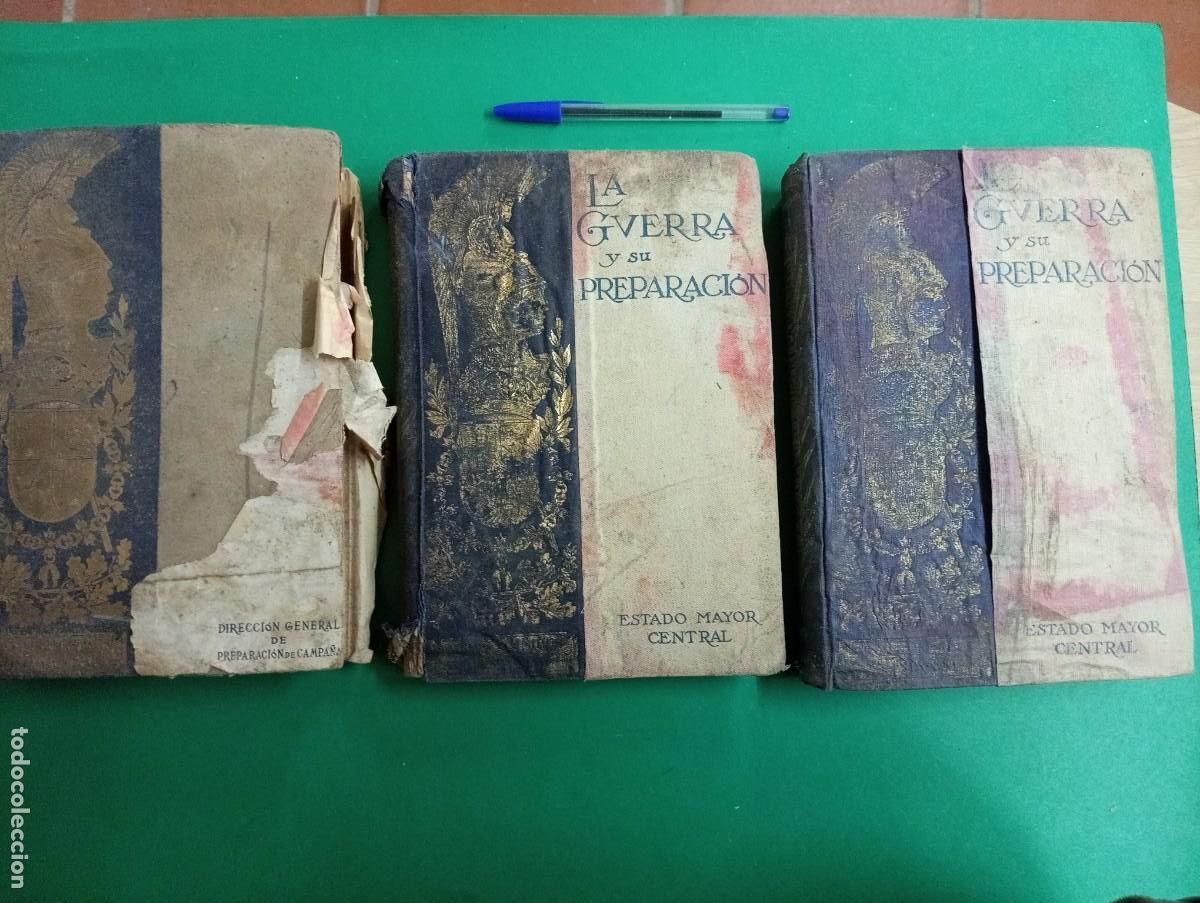 DIRECCIÓN GENERAL
DE
PREPARACIÓN DE CAMPAÑA
LA
GVERRA
Y SU
PREPARACIÓN
ESTADO MAYOR
CENTRAL
GVERRA
Y SU
PREPARACIÓN
ESTADO MAYOR
CENTRAL
todocoleccion